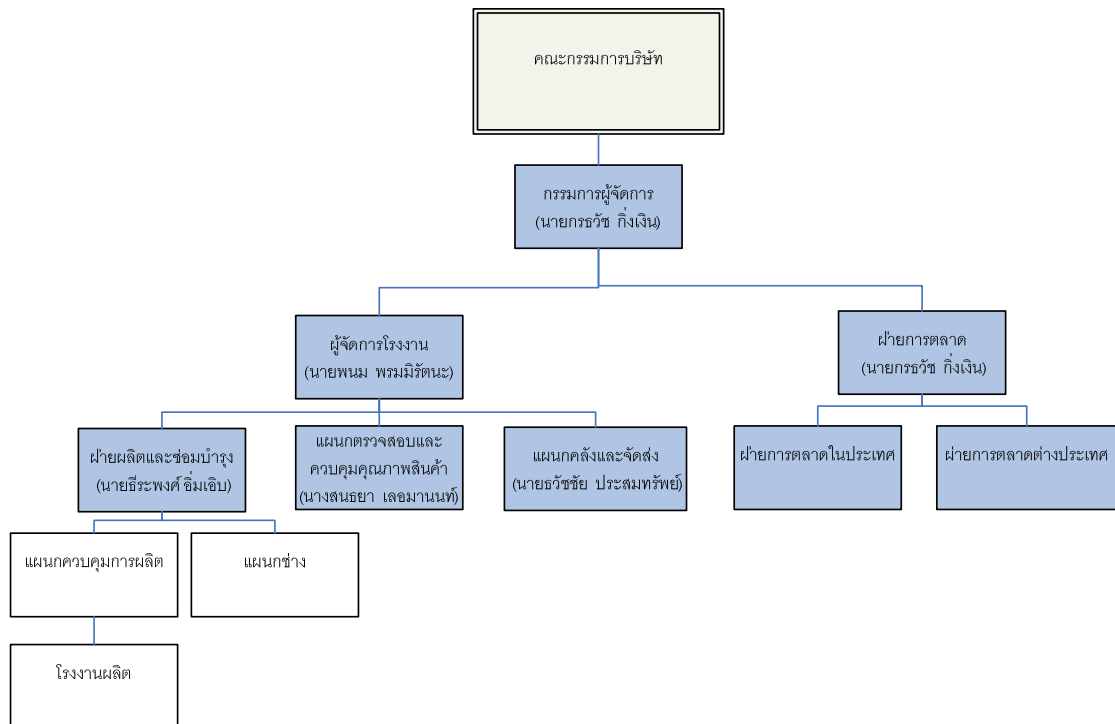 คณะกรรมการบริษัท
กรรมการผู้จัดการ
(นายกรธวัช กิ่งเงิน)
ผู้จัดการโรงงาน
(นายพนม พรมมิรัตนะ)
ฝ่ายการตลาด
(นายกรธวัช กิ่งเงิน)
ฝ่ายผลิตและซ่อมบำรุง
(นายธีระพงศ์ อิ่มเอิบ)
แผนกตรวจสอบและ
ควบคุมคุณภาพสินค้า
(นางสนธยา เลอมานนท์)
แผนกคลังและจัดส่ง
(นายธวัชชัย ประสมทรัพย์)
ฝ่ายการตลาดในประเทศ
ผ่ายการตลาดต่างประเทศ
แผนกควบคุมการผลิต
แผนกช่าง
โรงงานผลิต